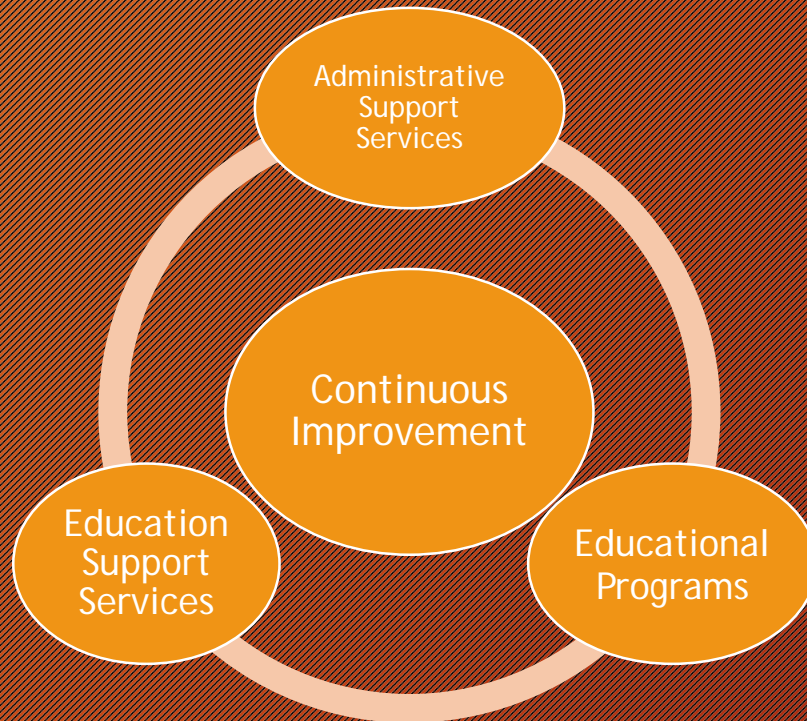 Administrative
Support
Services
Continuous
Improvement
Education
Support
Services
Educational
Programs